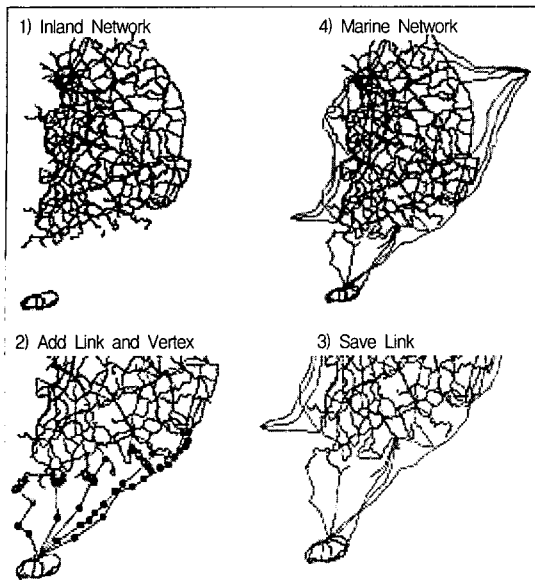 1) Inland Network
4) Marine Network
2) Add Link and Vertex
3) Save Link